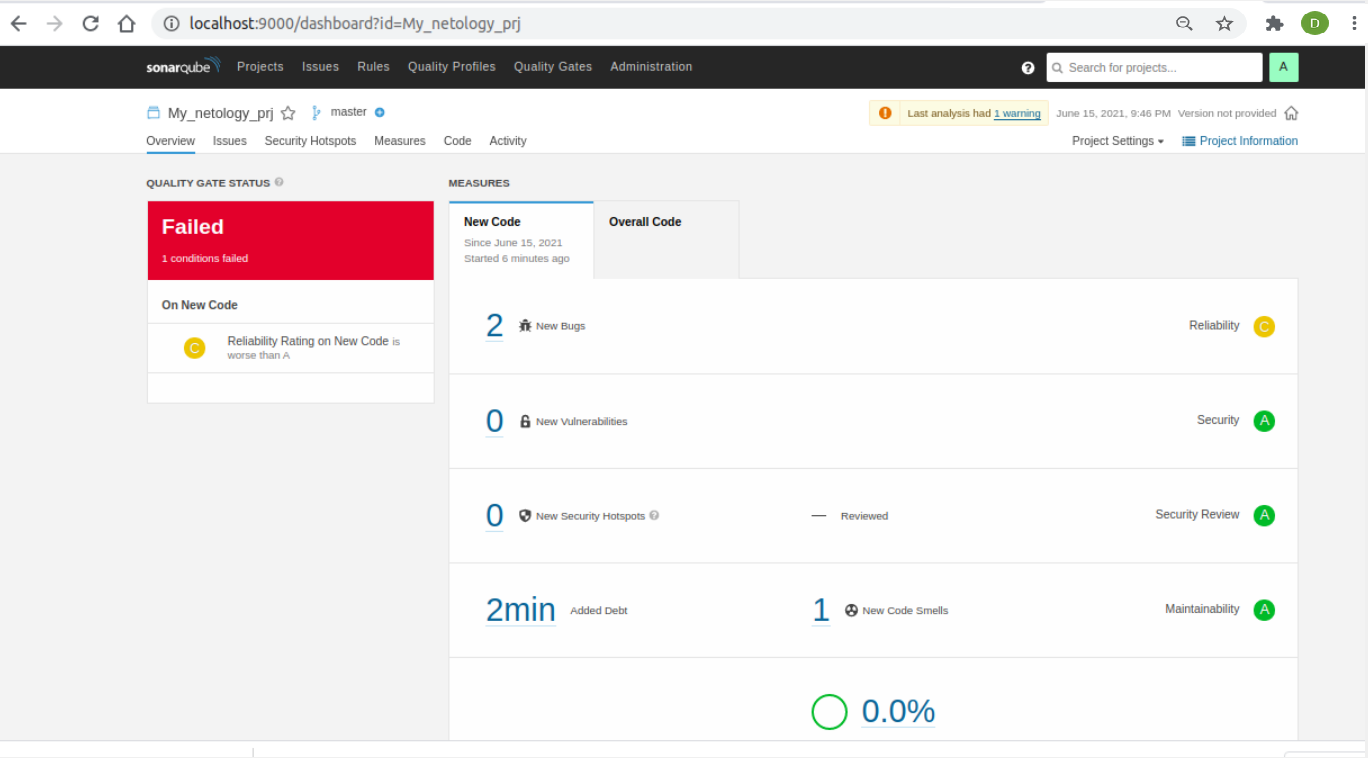 localhost:9000/dashboard?id=My_netology_prj
D
sonarqube Projects Issues Rules Quality Profiles Quality Gates Administration
? Search for projects... A
My_netology_prj master
Last analysis had 1 warning June 15, 2021, 9:46 PM Version not provided
Overview Issues Security Hotspots Measures Code Activity
Project Settings Project Information
QUALITY GATE STATUS ?
Failed
1 conditions failed
On New Code
C Reliability Rating on New Code is
worse than A
MEASURES
New Code
Since June 15, 2021
Started 6 minutes ago
Overall Code
2 New Bugs Reliability C
0 New Vulnerabilities Security A
0 New Security Hotspots ? — Reviewed Security Review A
2min Added Debt 1 New Code Smells Maintainability A
0.0%